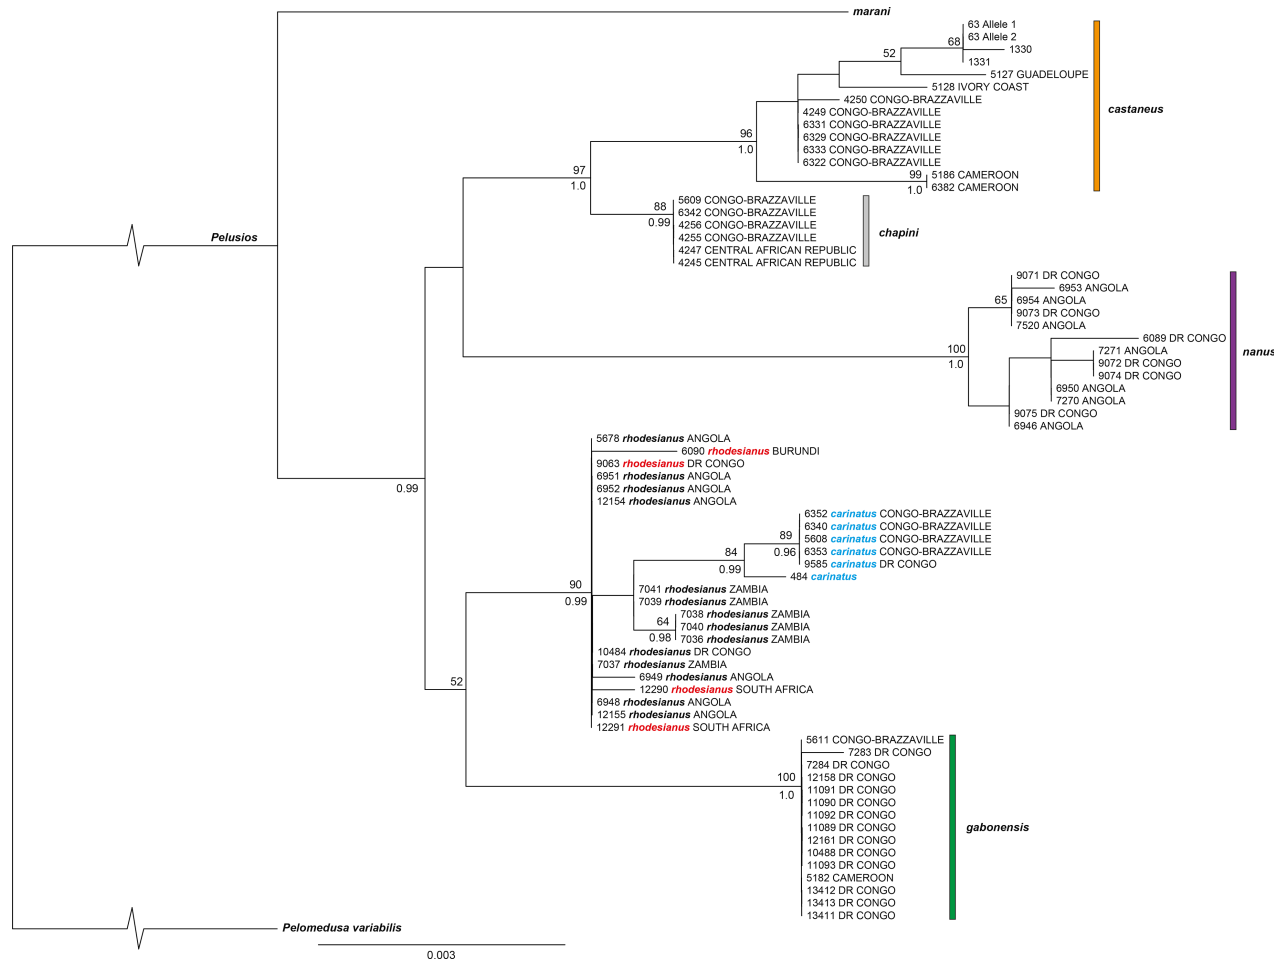 marani
63 Allele 1
63 Allele 2
68
1330
52
1331
5127 GUADELOUPE
5128 IVORY COAST
4250 CONGO-BRAZZAVILLE
castaneus
4249 CONGO-BRAZZAVILLE
6331 CONGO-BRAZZAVILLE
96
6329 CONGO-BRAZZAVILLE
1.0
6333 CONGO-BRAZZAVILLE
6322 CONGO-BRAZZAVILLE
97
99
5186 CAMEROON
1.0
1.0
6382 CAMEROON
5609 CONGO-BRAZZAVILLE
88
6342 CONGO-BRAZZAVILLE
0.99
4256 CONGO-BRAZZAVILLE
chapini
Pelusios
4255 CONGO-BRAZZAVILLE
4247 CENTRAL AFRICAN REPUBLIC
4245 CENTRAL AFRICAN REPUBLIC
9071 DR CONGO
6953 ANGOLA
65
6954 ANGOLA
9073 DR CONGO
7520 ANGOLA
6089 DR CONGO
100
7271 ANGOLA
nanus
1.0
9072 DR CONGO
9074 DR CONGO
6950 ANGOLA
7270 ANGOLA
9075 DR CONGO
6946 ANGOLA
5678 rhodesianus ANGOLA
6090 rhodesianus BURUNDI
9063 rhodesianus DR CONGO
6951 rhodesianus ANGOLA
0.99
6952 rhodesianus ANGOLA
12154 rhodesianus ANGOLA
6352 carinatus CONGO-BRAZZAVILLE
6340 carinatus CONGO-BRAZZAVILLE
89
5608 carinatus CONGO-BRAZZAVILLE
84
0.96
6353 carinatus CONGO-BRAZZAVILLE
0.99
9585 carinatus DR CONGO
484 carinatus
90
7041 rhodesianus ZAMBIA
0.99
7039 rhodesianus ZAMBIA
7038 rhodesianus ZAMBIA
64
7040 rhodesianus ZAMBIA
0.98
7036 rhodesianus ZAMBIA
10484 rhodesianus DR CONGO
7037 rhodesianus ZAMBIA
6949 rhodesianus ANGOLA
52
12290 rhodesianus SOUTH AFRICA
6948 rhodesianus ANGOLA
12155 rhodesianus ANGOLA
12291 rhodesianus SOUTH AFRICA
5611 CONGO-BRAZZAVILLE
7283 DR CONGO
7284 DR CONGO
100
12158 DR CONGO
1.0
11091 DR CONGO
11090 DR CONGO
11092 DR CONGO
11089 DR CONGO
gabonensis
12161 DR CONGO
10488 DR CONGO
11093 DR CONGO
5182 CAMEROON
13412 DR CONGO
13413 DR CONGO
13411 DR CONGO
Pelomedusa variabilis
0.003